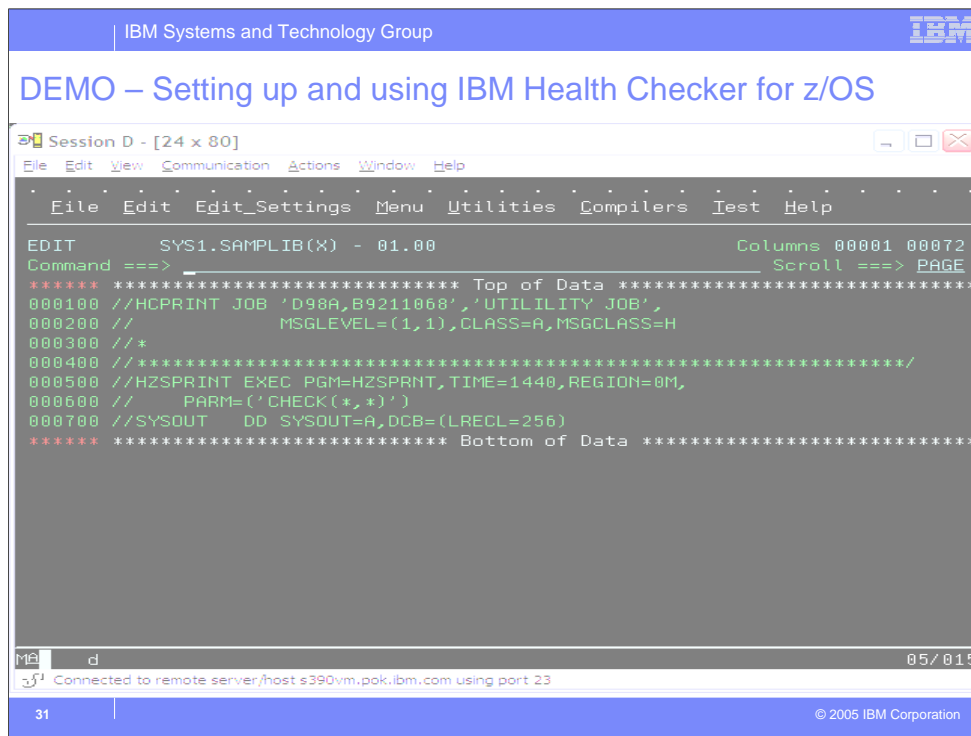 IBM Systems and Technology Group
IBM
DEMO – Setting up and using IBM Health Checker for z/OS
Session D - [24 x 80]
File Edit View Communication Actions Window Help
. . . . . . . . . . . . . . . . . . . . . . . . . .
File Edit Edit_Settings Menu Utilities Compilers Test Help
EDIT SYS1.SAMPLIB(X) - 01.00 Columns 00001 00072
Command ===> Scroll ===> PAGE
****** ***************************** Top of Data ******************************
000100 //HCPRINT JOB 'D98A,B9211068','UTILILITY JOB',
000200 // MSGLEVEL=(1,1),CLASS=A,MSGCLASS=H
000300 //*
000400 //****************************************************************/
000500 //HZSPRINT EXEC PGM=HZSPRNT,TIME=1440,REGION=0M,
000600 // PARM=('CHECK(*,*)')
000700 //SYSOUT DD SYSOUT=A,DCB=(LRECL=256)
****** **************************** Bottom of Data ****************************
MA d 05/015
Connected to remote server/host s390vm.pok.ibm.com using port 23
31 © 2005 IBM Corporation